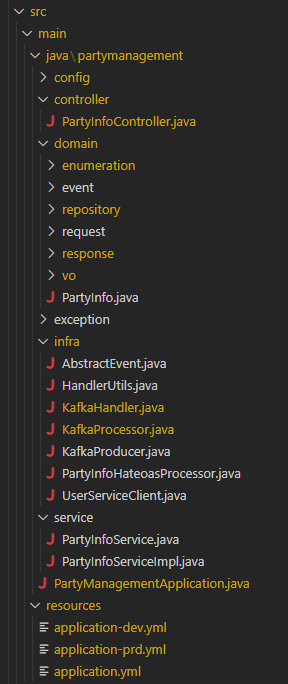 src
main
java\partymanagement
config
controller
PartyInfoController.java
domain
enumeration
event
repository
request
response
vo
PartyInfo.java
exception
infra
AbstractEvent.java
HandlerUtils.java
KafkaHandler.java
KafkaProcessor.java
KafkaProducer.java
PartyInfoHateoasProcessor.java
UserServiceClient.java
service
PartyInfoService.java
PartyInfoServiceImpl.java
PartyManagementApplication.java
resources
application-dev.yml
application-prd.yml
application.yml